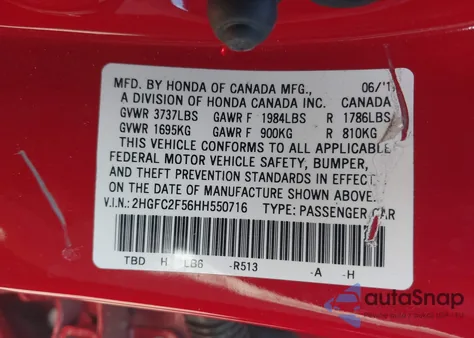 MFD. BY HONDA OF CANADA MFG., 06/'1
A DIVISION OF HONDA CANADA INC. CANADA
GVWR 3737LBS GAWR F 1984LBS R 1786LBS
GVWR 1695KG GAWR F 900KG R 810KG
THIS VEHICLE CONFORMS TO ALL APPLICABLE
FEDERAL MOTOR VEHICLE SAFETY, BUMPER,
AND THEFT PREVENTION STANDARDS IN EFFECT
ON THE DATE OF MANUFACTURE SHOWN ABOVE.
V.I.N.: 2HGFC2F56HH550716 TYPE: PASSENGER CAR
TBD H LB6 -R513 -A -H
autoSnap